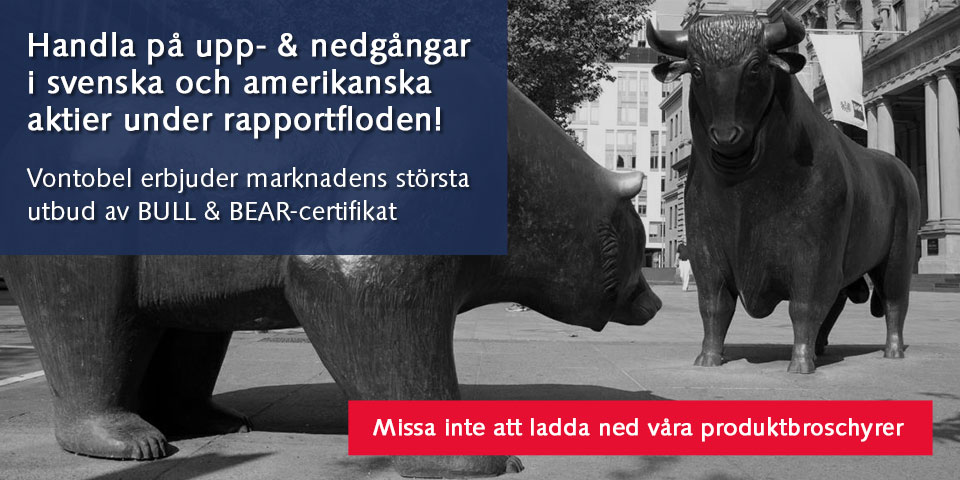 Handla på upp- & nedgångar
i svenska och amerikanska
aktier under rapportfloden!
Vontobel erbjuder marknadens största
utbud av BULL & BEAR-certifikat
Missa inte att ladda ned våra produktbroschyrer